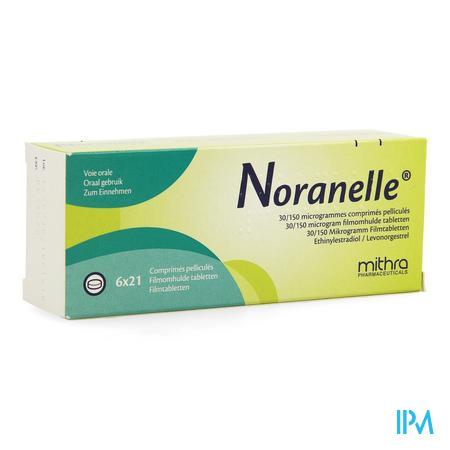 Voie orale
Oraal gebruik
Zum Einnehmen
Noranelle®
30/150 microgrammes comprimés pelliculés
30/150 microgram filmomhulde tabletten
30/150 Mikrogramm Filmtabletten
Ethinylestradiol / Levonorgestrel
6x21
Comprimés pelliculés
Filmomhulde tabletten
Filmtabletten
mithra
PHARMACEUTICALS
IPM